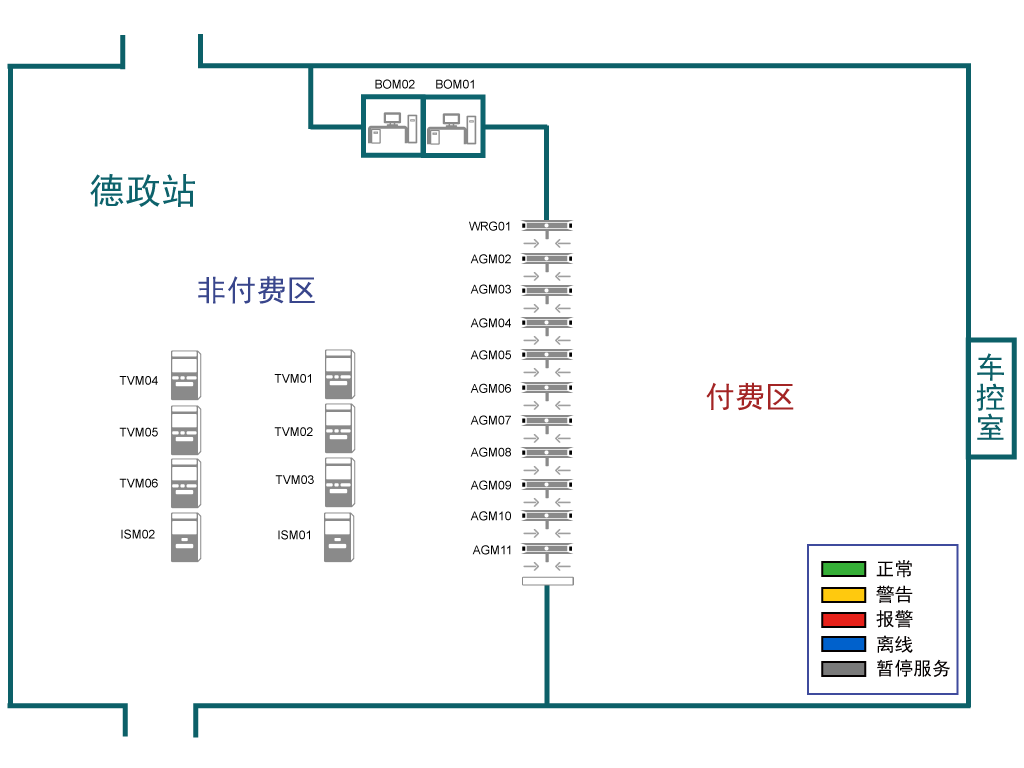 BOM02 BOM01
德政站
WRG01
AGM02
非付费区
AGM03
AGM04
AGM05
TVM04
TVM01
AGM06
付费区
车控室
AGM07
TVM05
TVM02
AGM08
TVM06
TVM03
AGM09
AGM10
ISM02
ISM01
AGM11
正常
警告
报警
离线
暂停服务